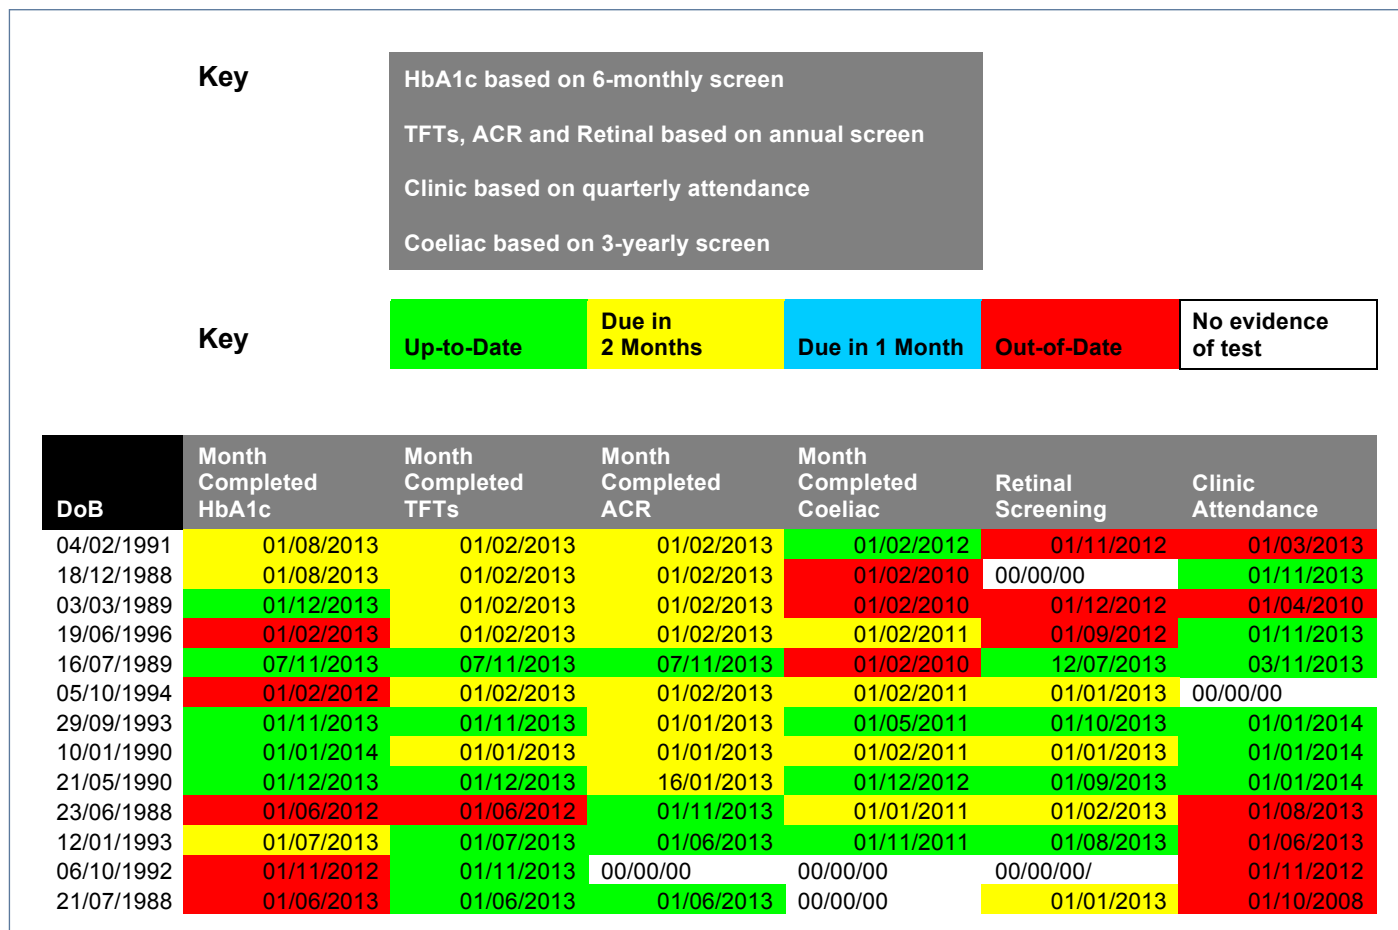 Key
HbA1c based on 6-monthly screen
TFTs, ACR and Retinal based on annual screen
Clinic based on quarterly attendance
Coeliac based on 3-yearly screen
Key
Up-to-Date
Due in
2 Months
Due in 1 Month
Out-of-Date
No evidence
of test
DoB
Month
Completed
HbA1c
Month
Completed
TFTs
Month
Completed
ACR
Month
Completed
Coeliac
Retinal
Screening
Clinic
Attendance
04/02/1991 01/08/2013 01/02/2013 01/02/2013 01/02/2012 01/11/2012 01/03/2013
18/12/1988 01/08/2013 01/02/2013 01/02/2013 01/02/2010 00/00/00 01/11/2013
03/03/1989 01/12/2013 01/02/2013 01/02/2013 01/02/2010 01/12/2012 01/04/2010
19/06/1996 01/02/2013 01/02/2013 01/02/2013 01/02/2011 01/09/2012 01/11/2013
16/07/1989 07/11/2013 07/11/2013 07/11/2013 01/02/2010 12/07/2013 03/11/2013
05/10/1994 01/02/2012 01/02/2013 01/02/2013 01/02/2011 01/01/2013 00/00/00
29/09/1993 01/11/2013 01/11/2013 01/01/2013 01/05/2011 01/10/2013 01/01/2014
10/01/1990 01/01/2014 01/01/2013 01/01/2013 01/02/2011 01/01/2013 01/01/2014
21/05/1990 01/12/2013 01/12/2013 16/01/2013 01/12/2012 01/09/2013 01/01/2014
23/06/1988 01/06/2012 01/06/2012 01/11/2013 01/01/2011 01/02/2013 01/08/2013
12/01/1993 01/07/2013 01/07/2013 01/06/2013 01/11/2011 01/08/2013 01/06/2013
06/10/1992 01/11/2012 01/11/2013 00/00/00 00/00/00 00/00/00/ 01/11/2012
21/07/1988 01/06/2013 01/06/2013 01/06/2013 00/00/00 01/01/2013 01/10/2008